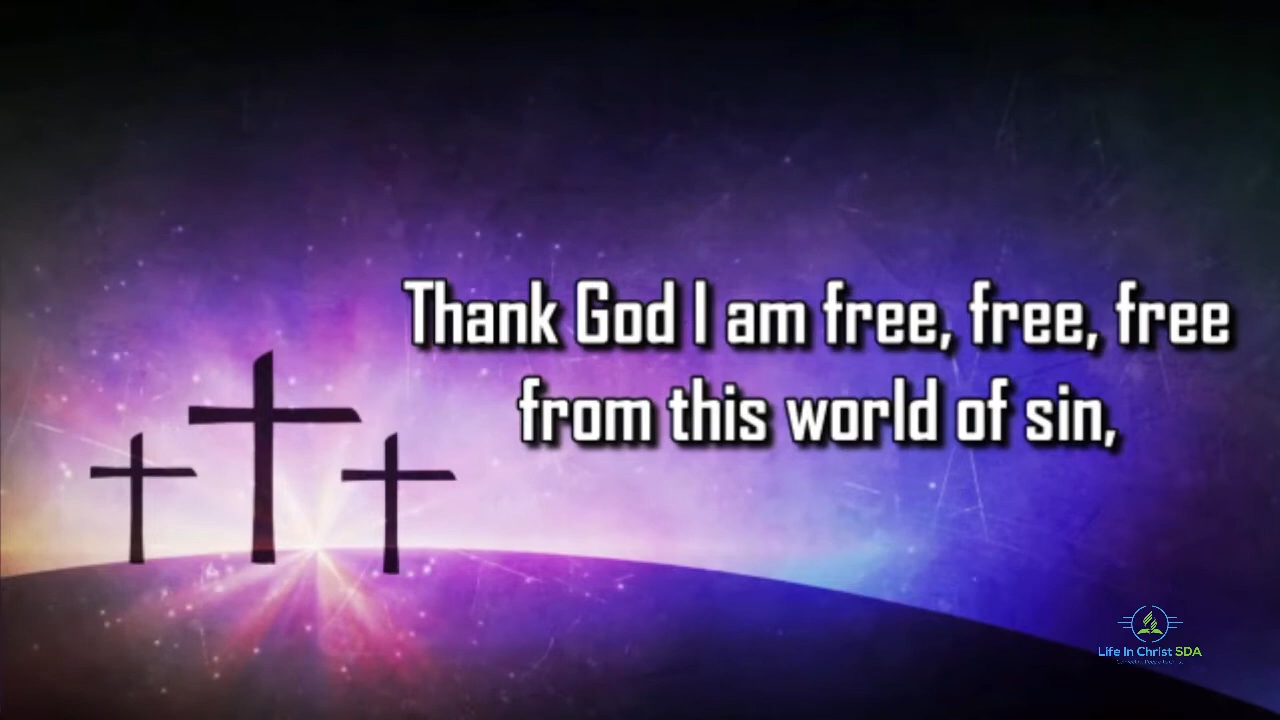 Thank God I am free, free, free
from this world of sin,
Life In Christ SDA